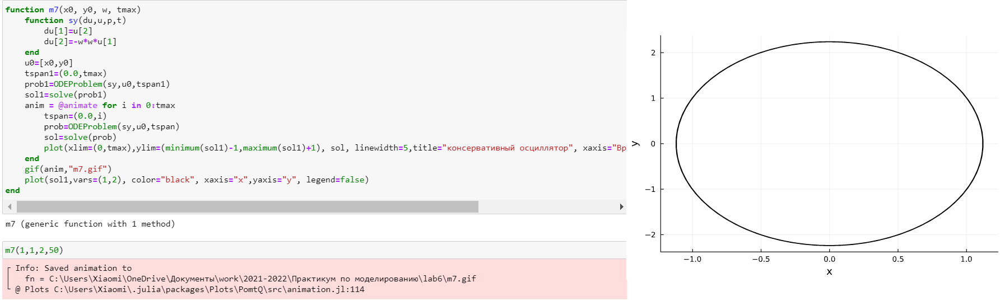 function m7(x0, y0, w, tmax)
    function sy(du,u,p,t)
        du[1]=u[2]
        du[2]=-w*w*u[1]
    end
    u0=[x0,y0]
    tspan1=(0.0,tmax)
    prob1=ODEProblem(sy,u0,tspan1)
    sol1=solve(prob1)
    anim = @animate for i in 0:tmax
        tspan=(0.0,i)
        prob=ODEProblem(sy,u0,tspan)
        sol=solve(prob)
        plot(xlim=(0,tmax),ylim=(minimum(sol1)-1,maximum(sol1)+1), sol, linewidth=5,title="консервативный осциллятор", xaxis="Вр
    end
    gif(anim,"m7.gif")
    plot(sol1,vars=(1,2), color="black", xaxis="x",yaxis="y", legend=false)
end
m7 (generic function with 1 method)
m7(1,1,2,50)
┌ Info: Saved animation to
│   fn = C:\Users\Xiaomi\OneDrive\Документы\work\2021-2022\Практикум по моделированию\lab6\m7.gif
└ @ Plots C:\Users\Xiaomi\.julia\packages\Plots\PomtQ\src\animation.jl:114
y
2
1
0
−1
−2
−1.0 −0.5 0.0 0.5 1.0
x